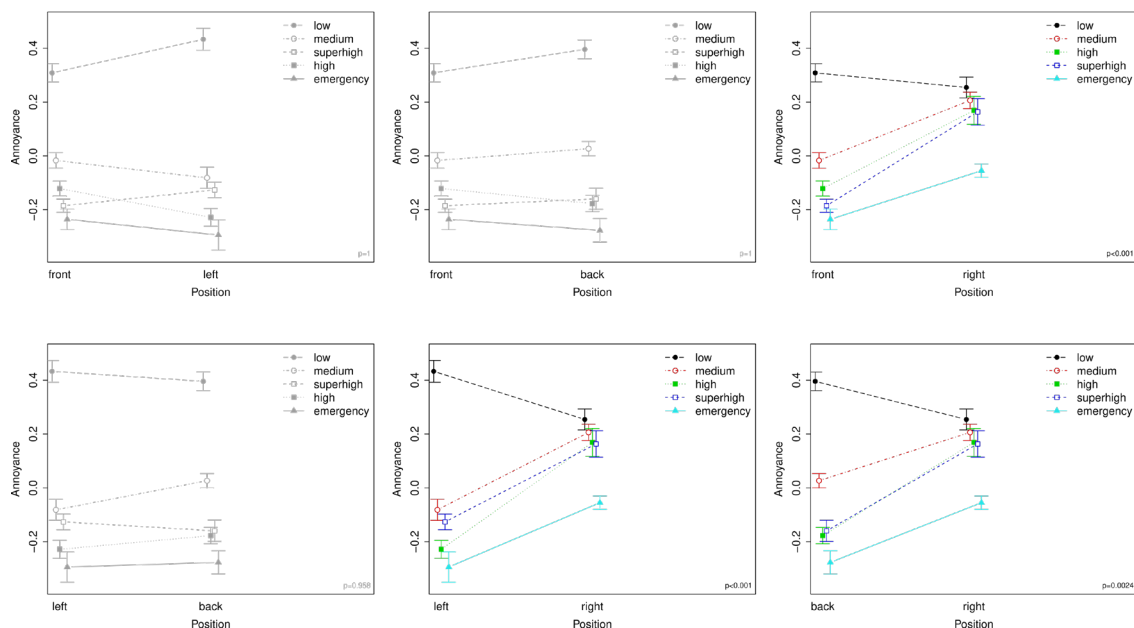 low
medium
superhigh
high
emergency
Annoyance
0.4
0.2
0.0
−0.2
p=1
front left
Position
low
medium
superhigh
high
emergency
Annoyance
0.4
0.2
0.0
−0.2
p=1
front back
Position
low
medium
high
superhigh
emergency
Annoyance
0.4
0.2
0.0
−0.2
p<0.001
front right
Position
low
medium
superhigh
high
emergency
Annoyance
0.4
0.2
0.0
−0.2
p=0.958
left back
Position
low
medium
high
superhigh
emergency
Annoyance
0.4
0.2
0.0
−0.2
p<0.001
left right
Position
low
medium
high
superhigh
emergency
Annoyance
0.4
0.2
0.0
−0.2
p=0.0024
back right
Position